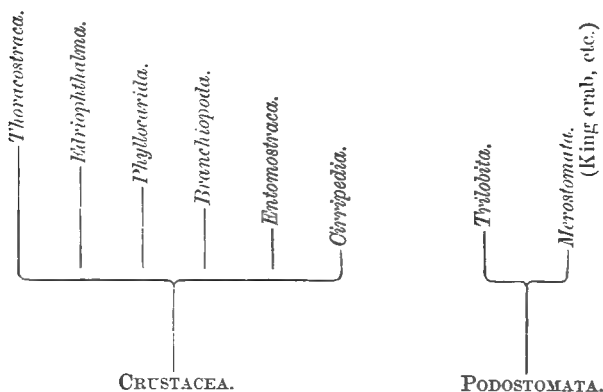 Thoracostraca.
Edriophthalma.
Phyllocarida.
Branchiopoda.
Entomostraca.
Cirripedia.
Trilobita.
Merostomata.
(King crab, etc.)
CRUSTACEA.
PODOSTOMATA.